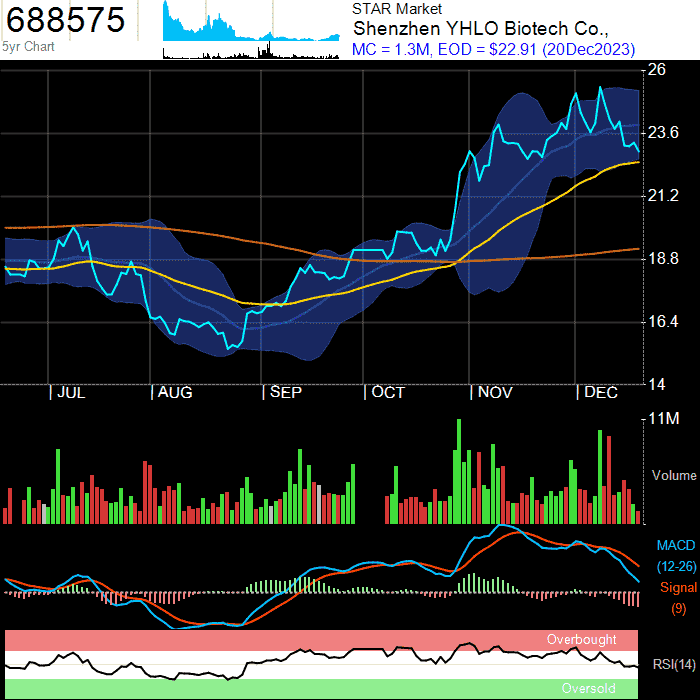 688575
5yr Chart
STAR Market
Shenzhen YHLO Biotech Co.,
MC = 1.3M, EOD = $22.91 (20Dec2023)
26
23.6
21.2
18.8
16.4
14
| JUL | AUG | SEP | OCT | NOV | DEC
11M
Volume
MACD
(12-26)
Signal
(9)
Overbought
RSI(14)
Oversold